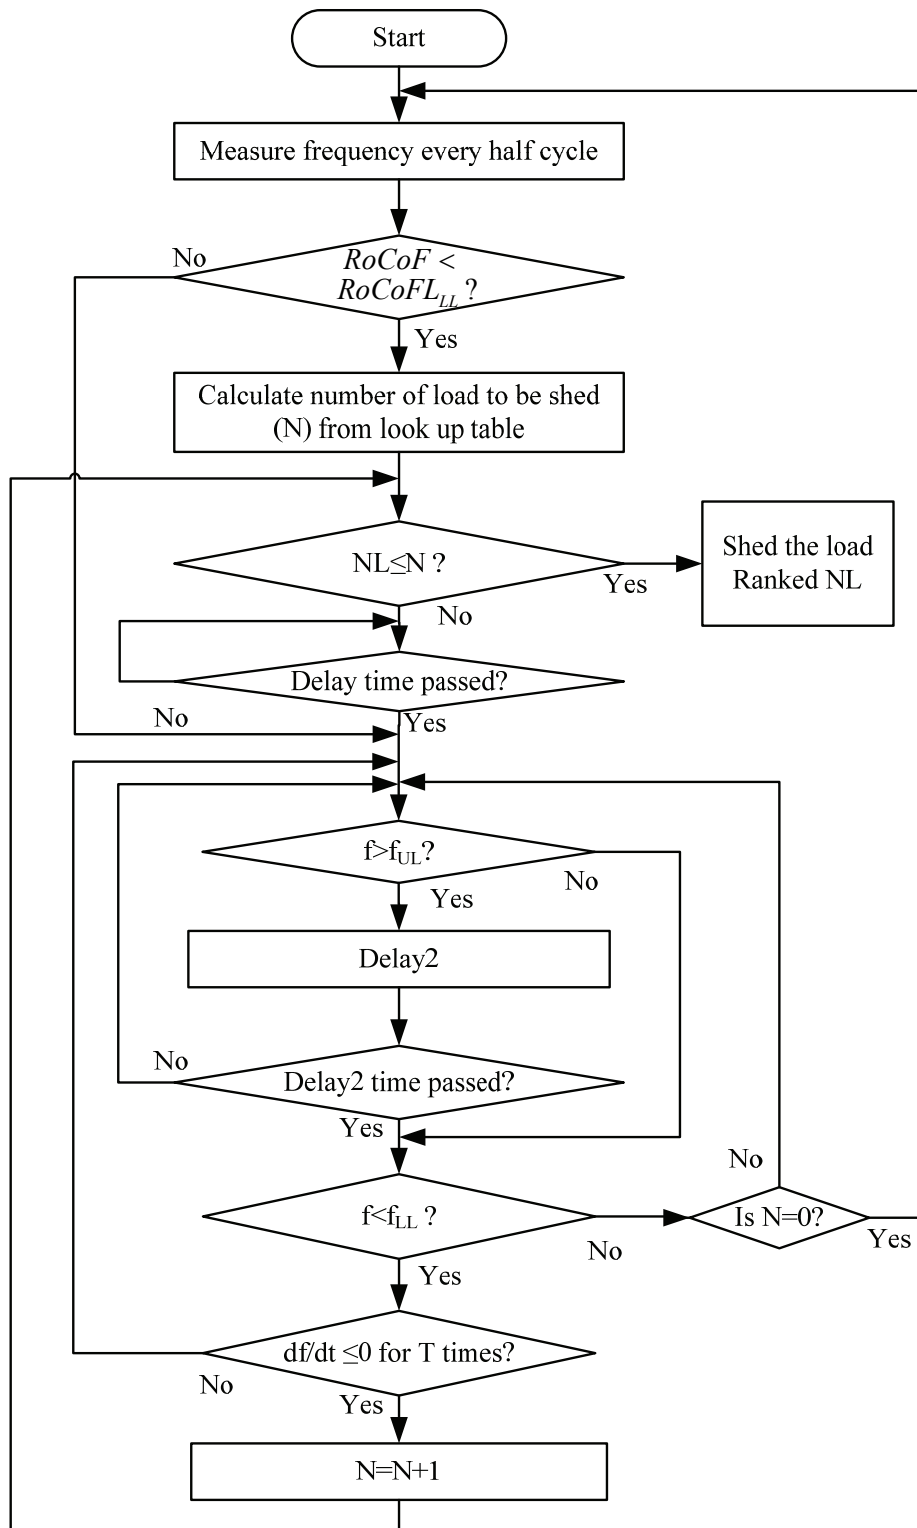 Start
Measure frequency every half cycle
No
RoCoF <
RoCoFL_LL ?
Yes
Calculate number of load to be shed
(N) from look up table
NL≤N ?
Yes
Shed the load
Ranked NL
No
Delay time passed?
No
Yes
f>f_UL?
No
Yes
Delay2
No
Delay2 time passed?
Yes
No
f<f_LL ?
Is N=0?
No
Yes
Yes
df/dt ≤0 for T times?
No
Yes
N=N+1